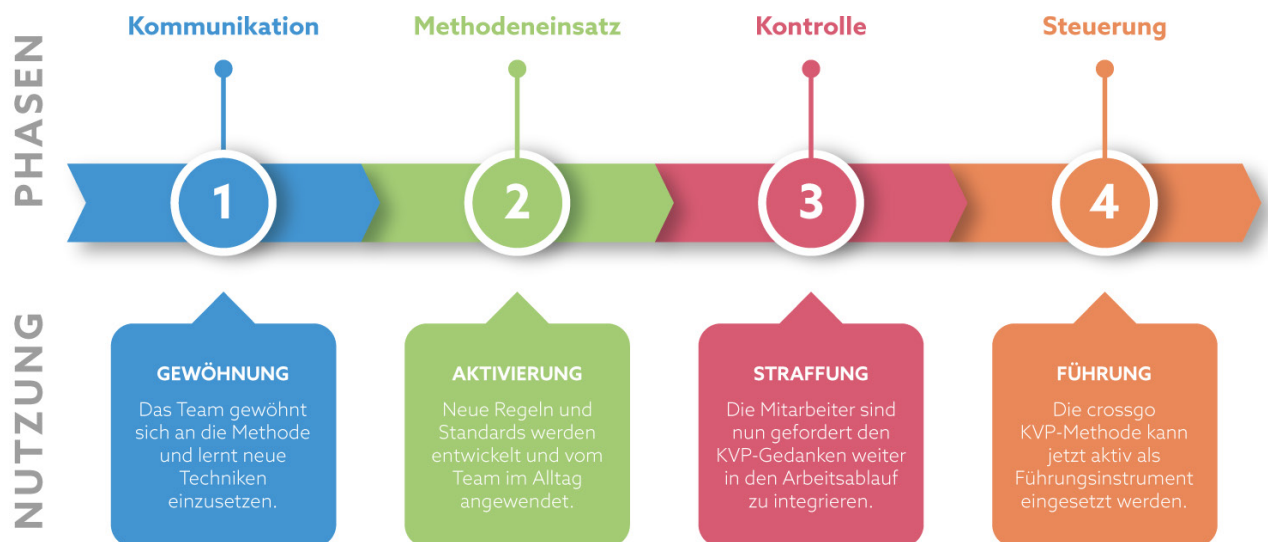 PHASEN
Kommunikation
Methodeneinsatz
Kontrolle
Steuerung
1
2
3
4
NUTZUNG
GEWÖHNUNG
Das Team gewöhnt
sich an die Methode
und lernt neue
Techniken
einzusetzen.
AKTIVIERUNG
Neue Regeln und
Standards werden
entwickelt und vom
Team im Alltag
angewendet.
STRAFFUNG
Die Mitarbeiter sind
nun gefordert den
KVP-Gedanken weiter
in den Arbeitsablauf
zu integrieren.
FÜHRUNG
Die crossgo
KVP-Methode kann
jetzt aktiv als
Führungsinstrument
eingesetzt werden.